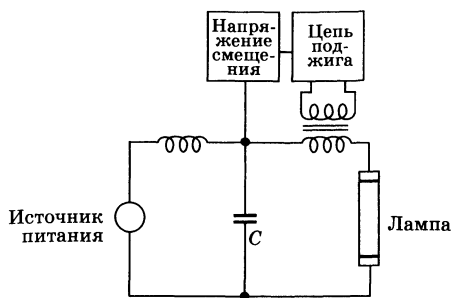 Напря-
жение
смеще-
ния
Цепь
под-
жига
Источник
питания
C
Лампа